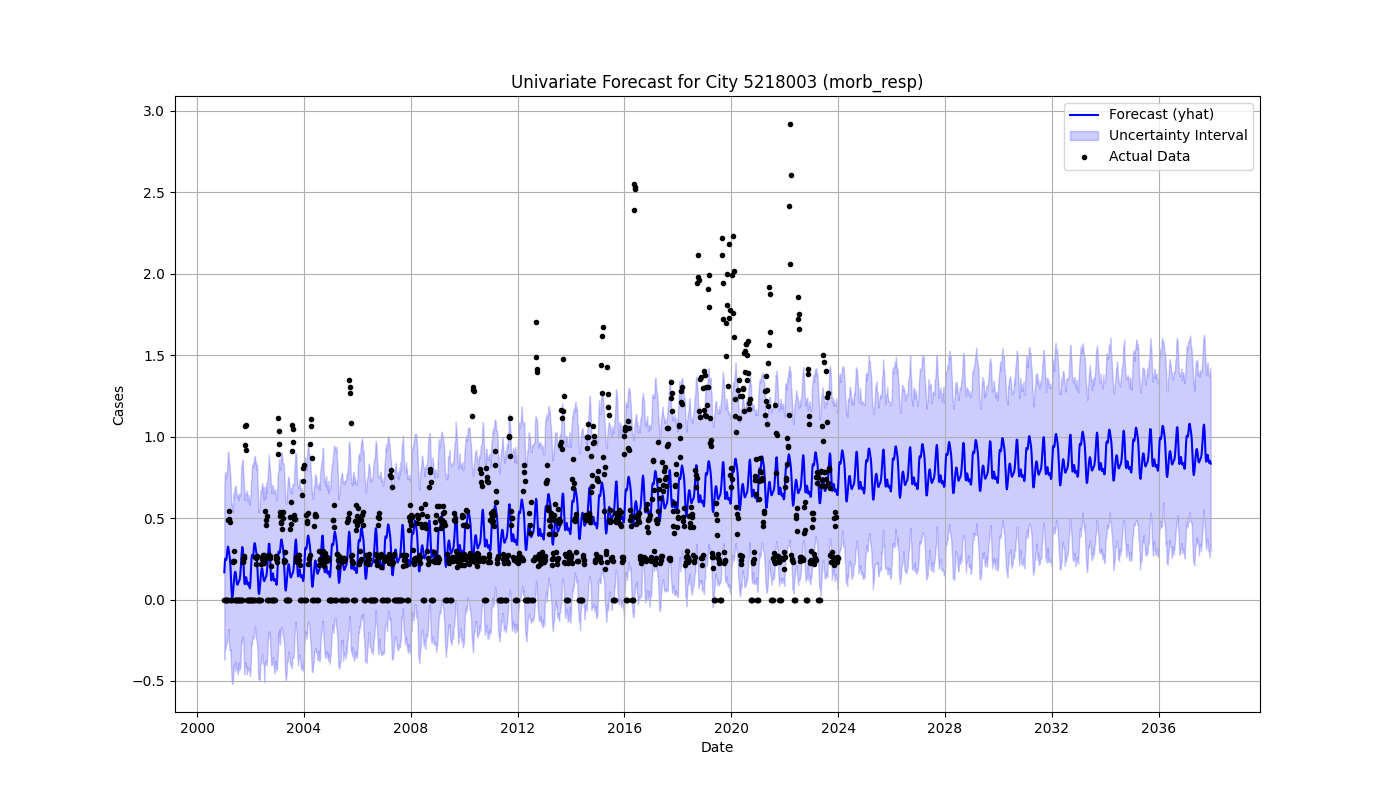 Univariate Forecast for City 5218003 (morb_resp)
Forecast (yhat)
Uncertainty Interval
Actual Data
Cases
3.0
2.5
2.0
1.5
1.0
0.5
0.0
−0.5
2000 2004 2008 2012 2016 2020 2024 2028 2032 2036
Date